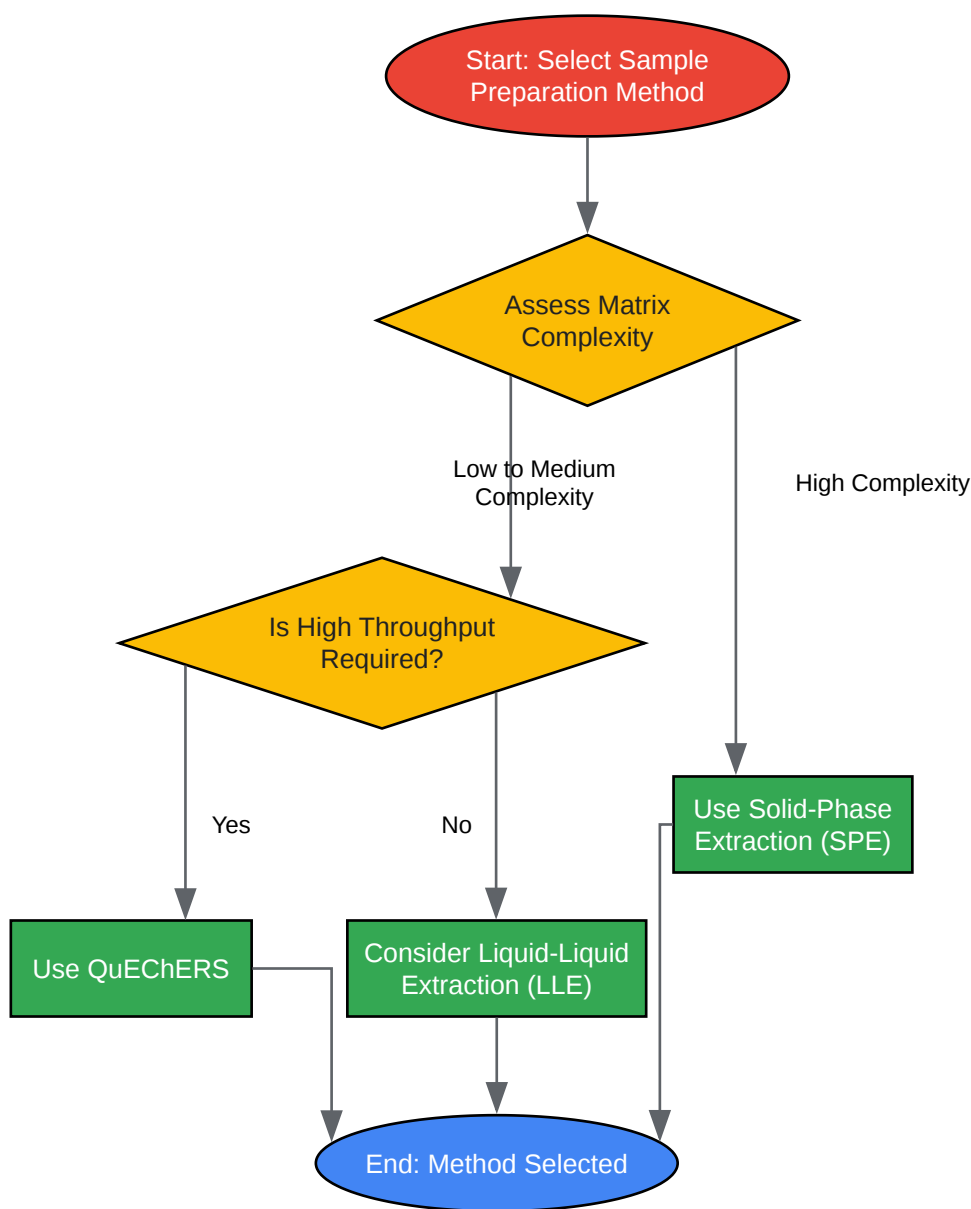 Start: Select Sample
Preparation Method
Assess Matrix
Complexity
Low to Medium
Complexity
High Complexity
Is High Throughput
Required?
Yes
No
Use Solid-Phase
Extraction (SPE)
Use QuEChERS
Consider Liquid-Liquid
Extraction (LLE)
End: Method Selected